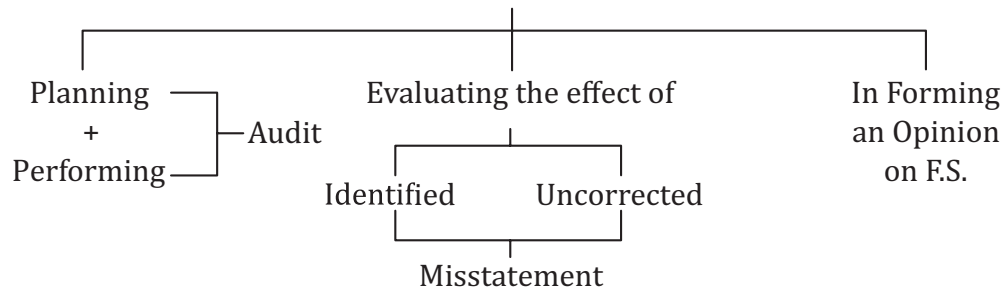 Planning
+
Performing
Audit
Evaluating the effect of
Identified
Uncorrected
Misstatement
In Forming
an Opinion
on F.S.